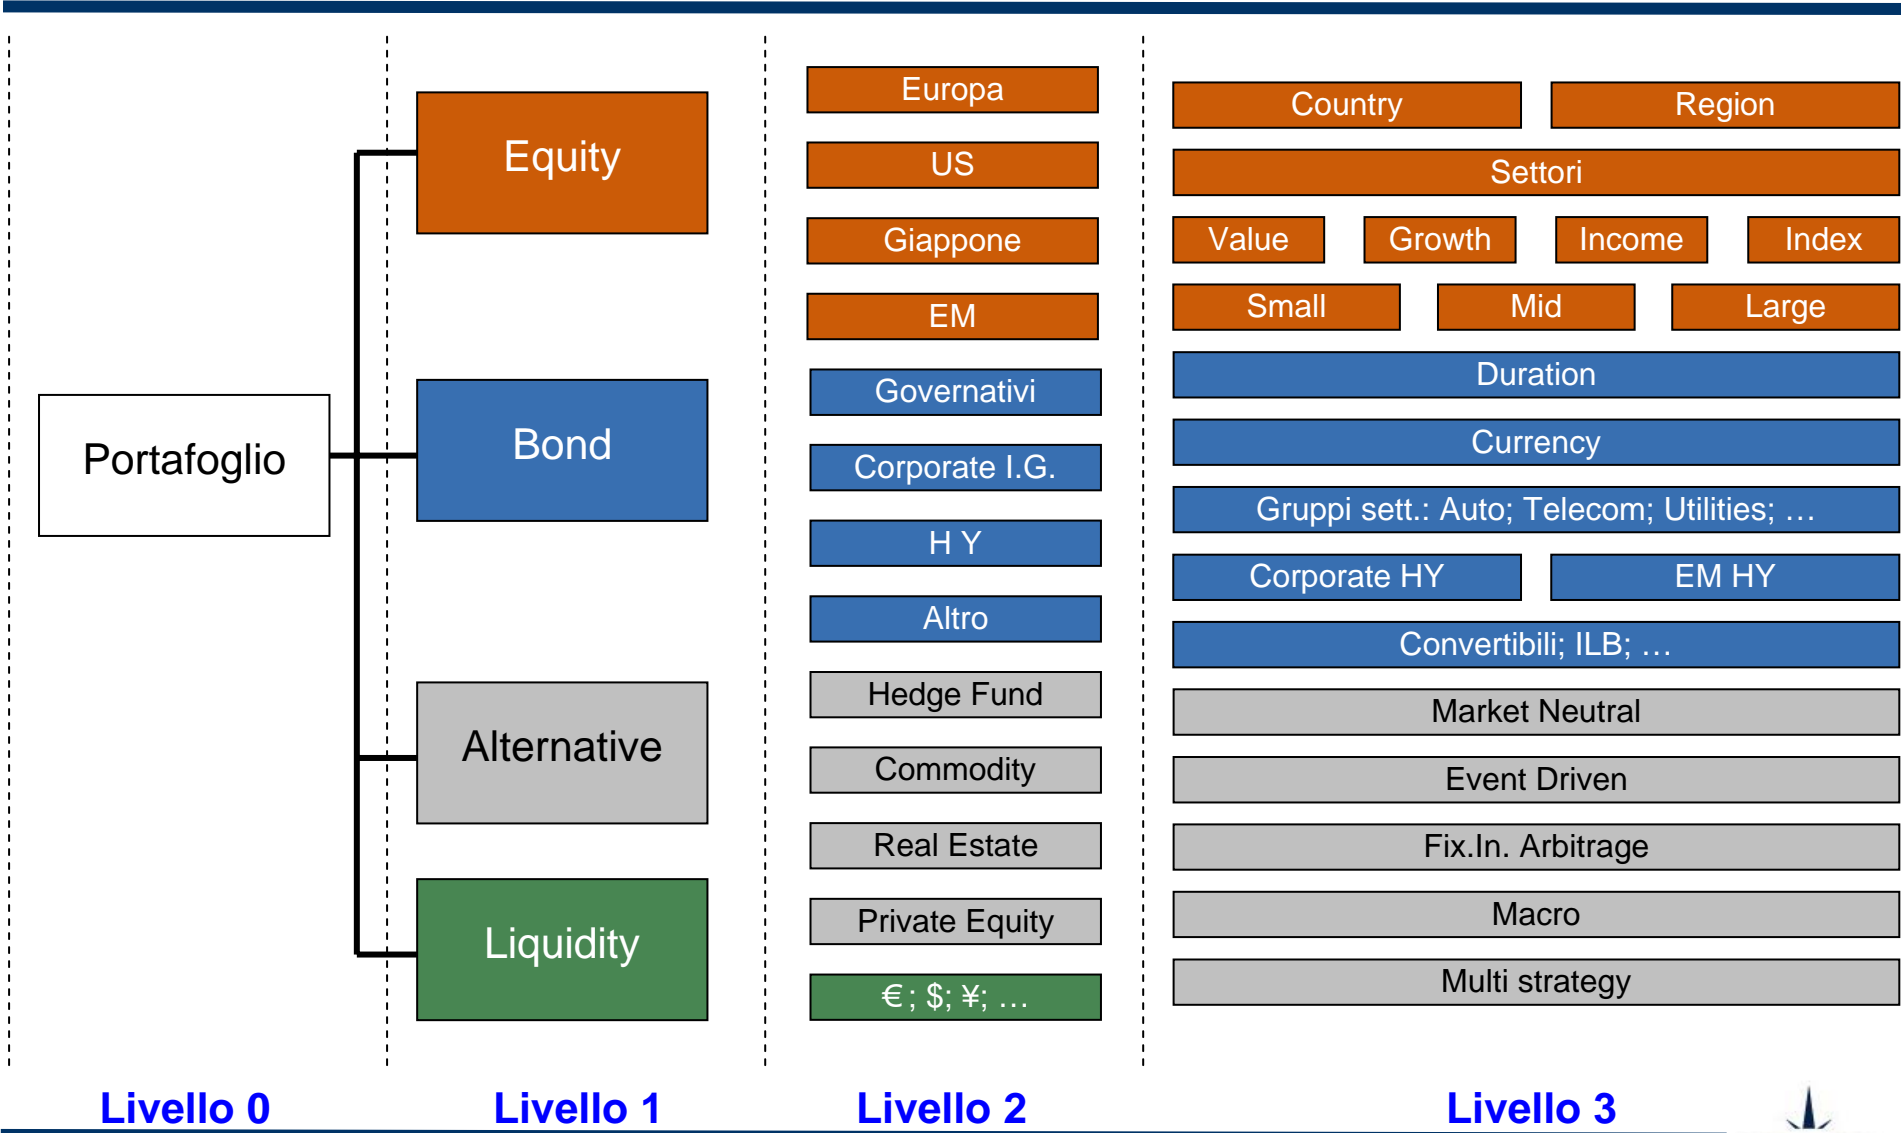 Portafoglio
Equity
Bond
Alternative
Liquidity
Europa
US
Giappone
EM
Governativi
Corporate I.G.
H Y
Altro
Hedge Fund
Commodity
Real Estate
Private Equity
€; $; ¥; …
Country
Region
Settori
Value
Growth
Income
Index
Small
Mid
Large
Duration
Currency
Gruppi sett.: Auto; Telecom; Utilities; …
Corporate HY
EM HY
Convertibili; ILB; …
Market Neutral
Event Driven
Fix.In. Arbitrage
Macro
Multi strategy
Livello 0
Livello 1
Livello 2
Livello 3